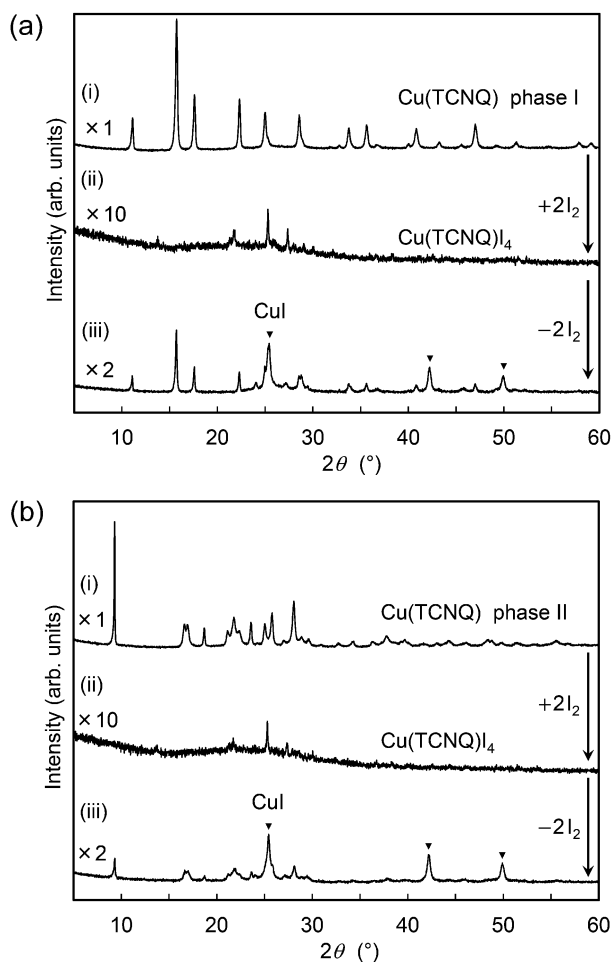 (a)
(i)
×1
Cu(TCNQ) phase I
(ii)
×10
Cu(TCNQ)I₄
+2I₂
(iii)
×2
CuI
−2I₂
Intensity (arb. units)
10 20 30 40 50 60
2θ (°)
(b)
(i)
×1
Cu(TCNQ) phase II
(ii)
×10
Cu(TCNQ)I₄
+2I₂
(iii)
×2
CuI
−2I₂
Intensity (arb. units)
10 20 30 40 50 60
2θ (°)